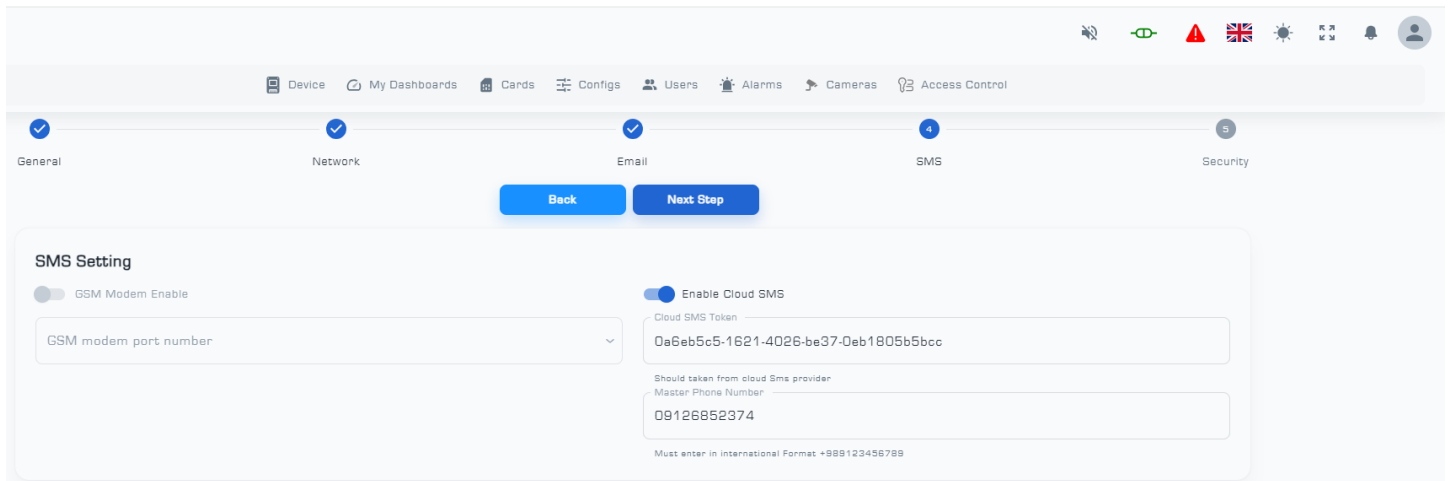 Device My Dashboards Cards Configs Users Alarms Cameras Access Control
4 5
General Network Email SMS Security
Back Next Step
SMS Setting
GSM Modem Enable Enable Cloud SMS
Cloud SMS Token
GSM modem port number 0a6eb5c5-1621-4026-be37-0eb1805b5bcc
Should taken from cloud Sms provider
Master Phone Number
09126852374
Must enter in international Format +989123456789